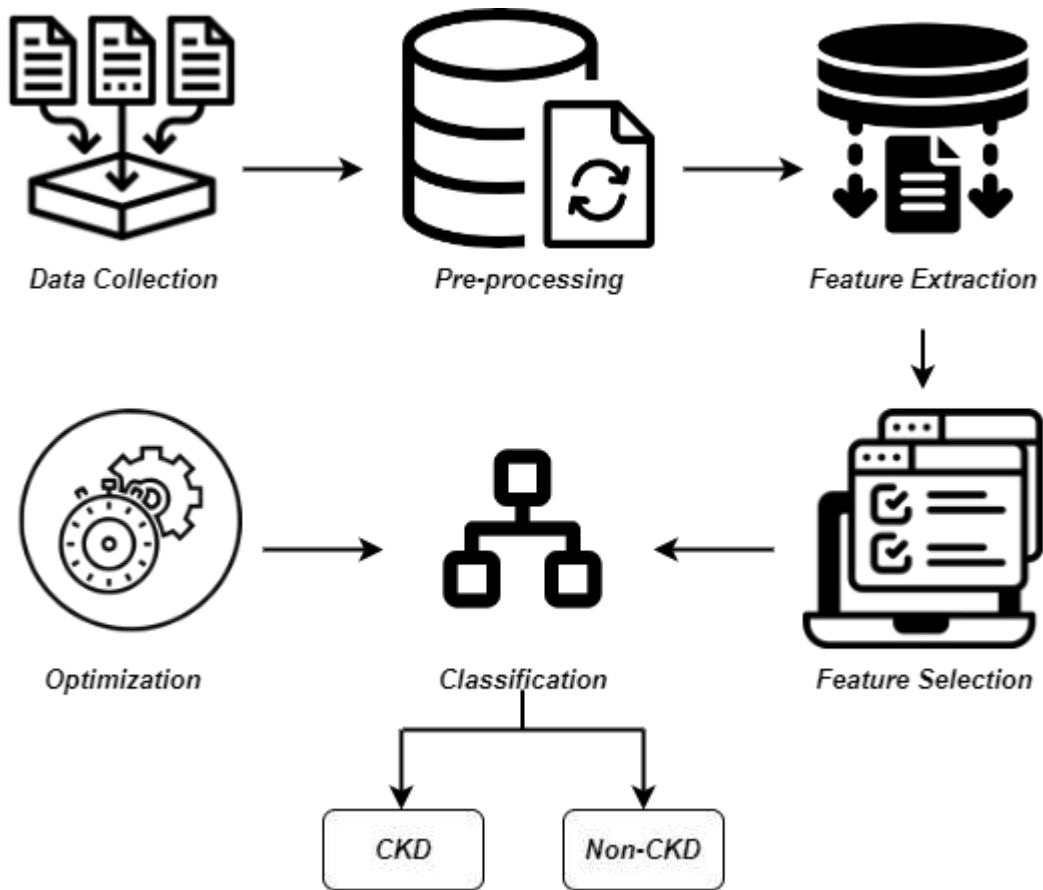 Data Collection
Pre-processing
Feature Extraction
Optimization
Classification
Feature Selection
CKD
Non-CKD